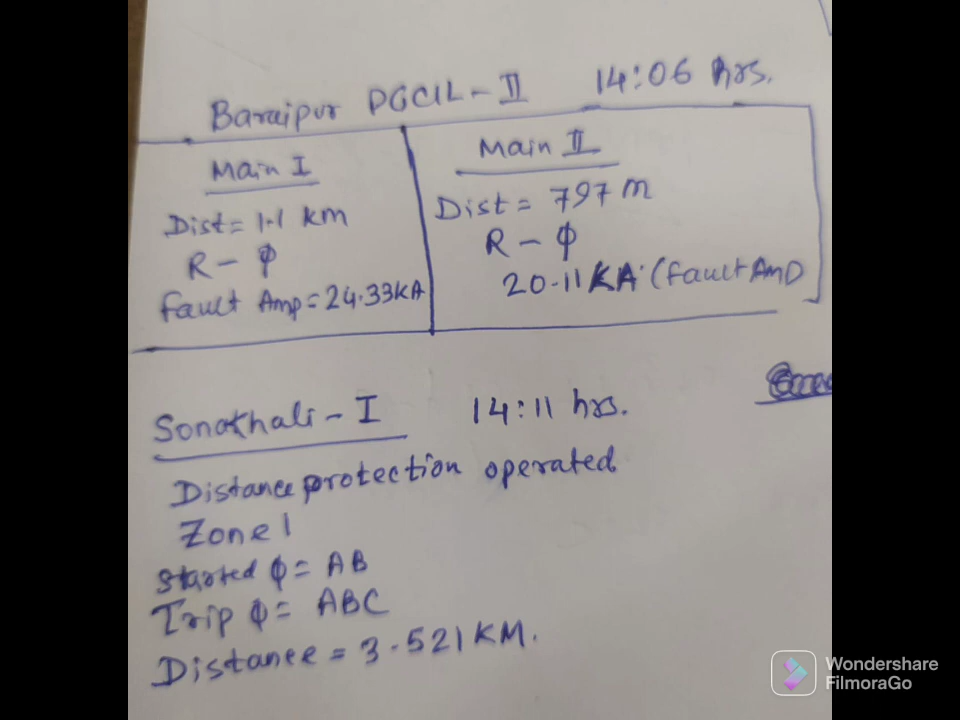 Baraipur PGCIL - II 14:06 hrs.
Main I
Dist = 1.1 km
R - φ
fault Amp = 24.33KA
Main II
Dist = 797 m
R - φ
20.11 KA (fault Amp)
Sonakhali - I 14:11 hrs.
Distance protection operated
Zone 1
Started φ = AB
Trip φ = ABC
Distance = 3.521 KM.
Wondershare
FilmoraGo